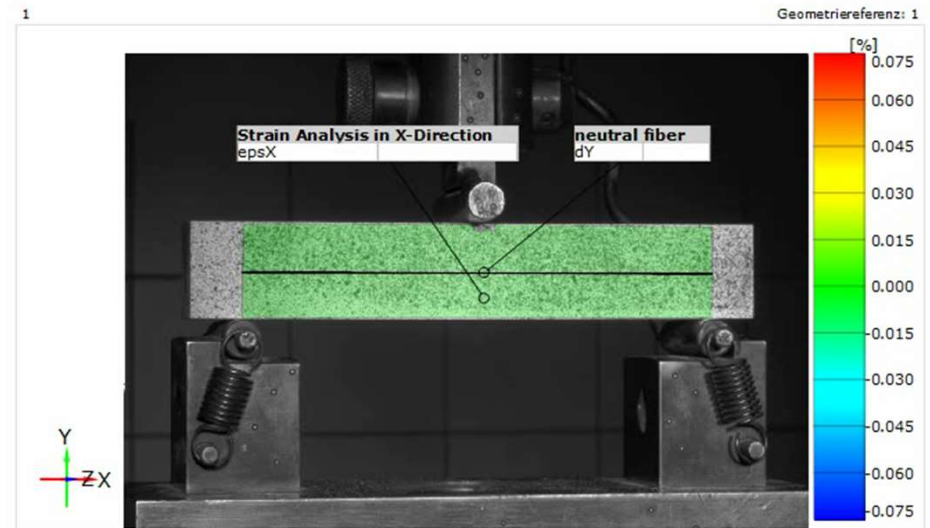 1
Geometriereferenz: 1
[%]
0.075
0.060
0.045
0.030
0.015
0.000
-0.015
-0.030
-0.045
-0.060
-0.075
Strain Analysis in X-Direction
epsX
neutral fiber
dY
Y
Z X